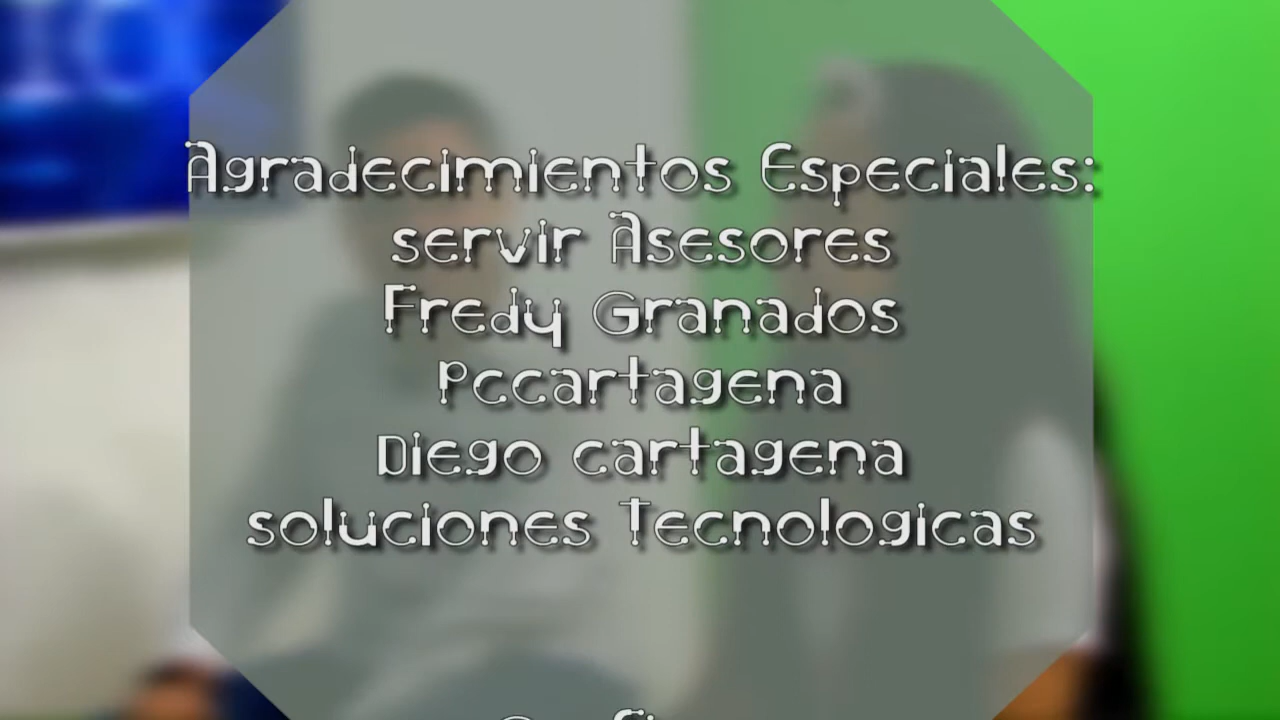 Agradecimientos Especiales:
servir Asesores
Fredy Granados
Pccartagena
Diego cartagena
soluciones Tecnologicas